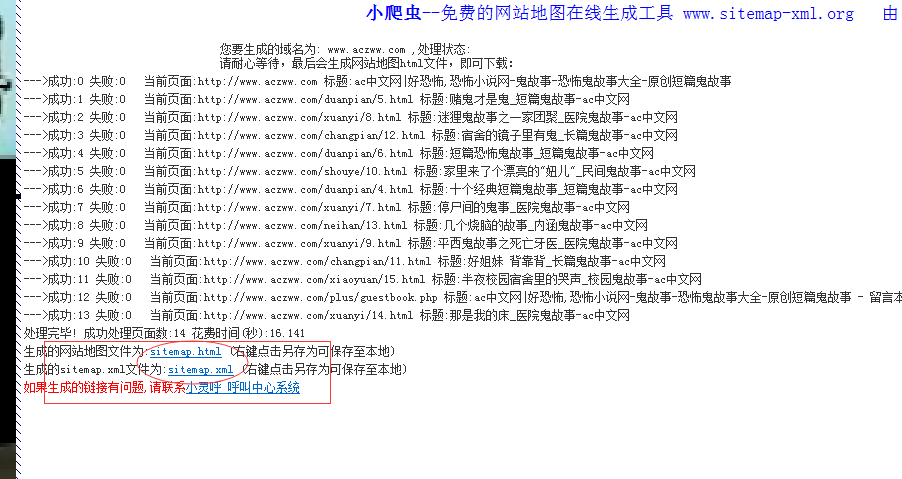 小爬虫--免费的网站地图在线生成工具 www.sitemap-xml.org 由
您要生成的域名为: www.aczww.com ,处理状态:
请耐心等待，最后会生成网站地图html文件，即可下载:
--->成功:0 失败:0 当前页面:http://www.aczww.com 标题:ac中文网|好恐怖,恐怖小说网-鬼故事-恐怖鬼故事大全-原创短篇鬼故事
--->成功:1 失败:0 当前页面:http://www.aczww.com/duanpian/5.html 标题:赌鬼才是鬼_短篇鬼故事-ac中文网
--->成功:2 失败:0 当前页面:http://www.aczww.com/xuanyi/8.html 标题:迷狸鬼故事之一家团聚_医院鬼故事-ac中文网
--->成功:3 失败:0 当前页面:http://www.aczww.com/changpian/12.html 标题:宿舍的镜子里有鬼_长篇鬼故事-ac中文网
--->成功:4 失败:0 当前页面:http://www.aczww.com/duanpian/6.html 标题:短篇恐怖鬼故事_短篇鬼故事-ac中文网
--->成功:5 失败:0 当前页面:http://www.aczww.com/shouye/10.html 标题:家里来了个漂亮的“妞儿”_民间鬼故事-ac中文网
--->成功:6 失败:0 当前页面:http://www.aczww.com/duanpian/4.html 标题:十个经典短篇鬼故事_短篇鬼故事-ac中文网
--->成功:7 失败:0 当前页面:http://www.aczww.com/xuanyi/7.html 标题:停尸间的鬼事_医院鬼故事-ac中文网
--->成功:8 失败:0 当前页面:http://www.aczww.com/neihan/13.html 标题:几个烧脑的故事_内涵鬼故事-ac中文网
--->成功:9 失败:0 当前页面:http://www.aczww.com/xuanyi/9.html 标题:平西鬼故事之死亡牙医_医院鬼故事-ac中文网
--->成功:10 失败:0 当前页面:http://www.aczww.com/changpian/11.html 标题:好姐妹 背靠背_长篇鬼故事-ac中文网
--->成功:11 失败:0 当前页面:http://www.aczww.com/xiaoyuan/15.html 标题:半夜校园宿舍里的哭声_校园鬼故事-ac中文网
--->成功:12 失败:0 当前页面:http://www.aczww.com/plus/guestbook.php 标题:ac中文网|好恐怖,恐怖小说网-鬼故事-恐怖鬼故事大全-原创短篇鬼故事 - 留言本
--->成功:13 失败:0 当前页面:http://www.aczww.com/xuanyi/14.html 标题:那是我的床_医院鬼故事-ac中文网
处理完毕! 成功处理页面数:14 花费时间(秒):16.141
生成的网站地图文件为:sitemap.html (右键点击另存为可保存至本地)
生成的sitemap.xml文件为:sitemap.xml (右键点击另存为可保存至本地)
如果生成的链接有问题,请联系小灵呼 呼叫中心系统